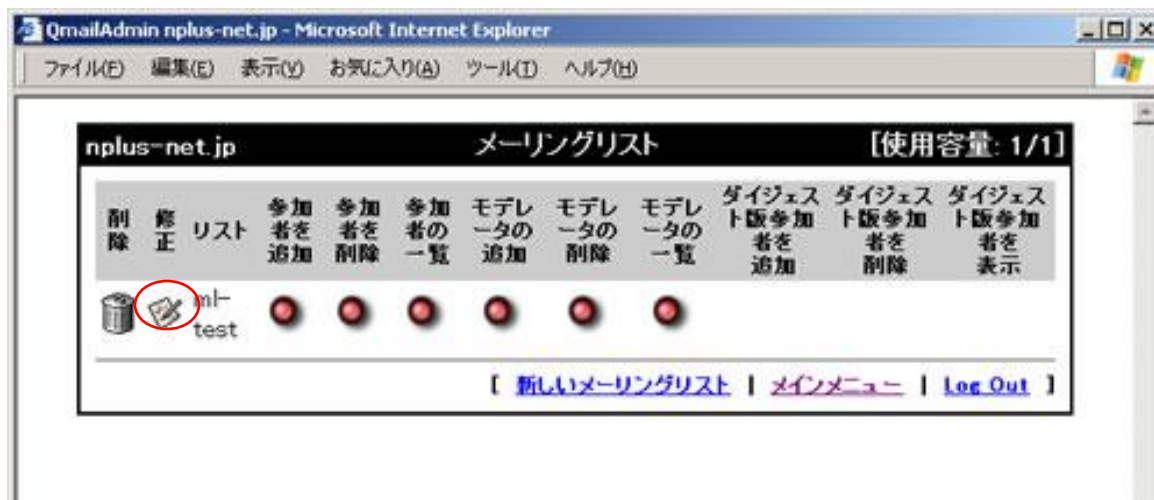 QmailAdmin nplus-net.jp - Microsoft Internet Explorer
ファイル(F) 編集(E) 表示(V) お気に入り(A) ツール(T) ヘルプ(H)
nplus-net.jp メーリングリスト [使用容量: 1/1]
削除
修正
リスト
参加者を追加
参加者を削除
参加者の一覧
モデレータの追加
モデレータの削除
モデレータの一覧
ダイジェスト版参加者を追加
ダイジェスト版参加者を削除
ダイジェスト版参加者を表示
ml-
test
[ 新しいメーリングリスト | メインメニュー | Log Out ]